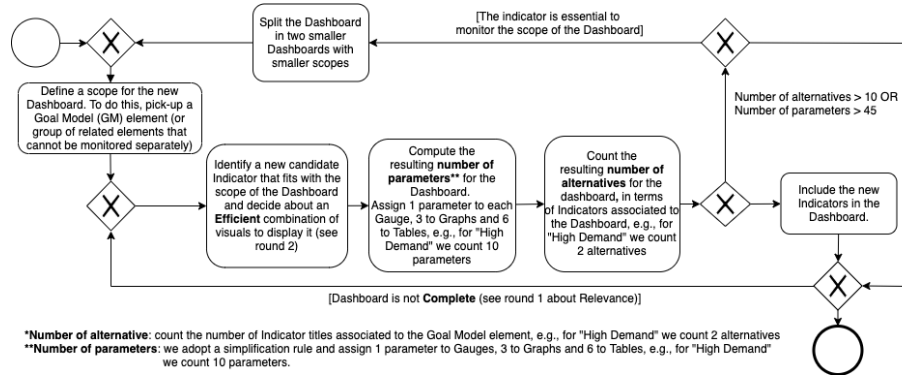 Split the Dashboard
in two smaller
Dashboards with
smaller scopes
[The indicator is essential to
monitor the scope of the Dashboard]
Define a scope for the new
Dashboard. To do this, pick-up a
Goal Model (GM) element (or
group of related elements that
cannot be monitored separately)
Number of alternatives > 10 OR
Number of parameters > 45
Identify a new candidate
Indicator that fits with the
scope of the Dashboard
and decide about an
Efficient combination of
visuals to display it (see
round 2)
Compute the
resulting number of
parameters** for the
Dashboard.
Assign 1 parameter to each
Gauge, 3 to Graphs and 6
to Tables, e.g., for "High
Demand" we count 10
parameters
Count the
resulting number of
alternatives for the
dashboard, in terms
of Indicators associated to
the Dashboard, e.g., for
"High Demand" we count
2 alternatives
Include the new
Indicators in the
Dashboard.
[Dashboard is not Complete (see round 1 about Relevance)]
*Number of alternative: count the number of Indicator titles associated to the Goal Model element, e.g., for "High Demand" we count 2 alternatives
**Number of parameters: we adopt a simplification rule and assign 1 parameter to Gauges, 3 to Graphs and 6 to Tables, e.g., for "High Demand"
we count 10 parameters.